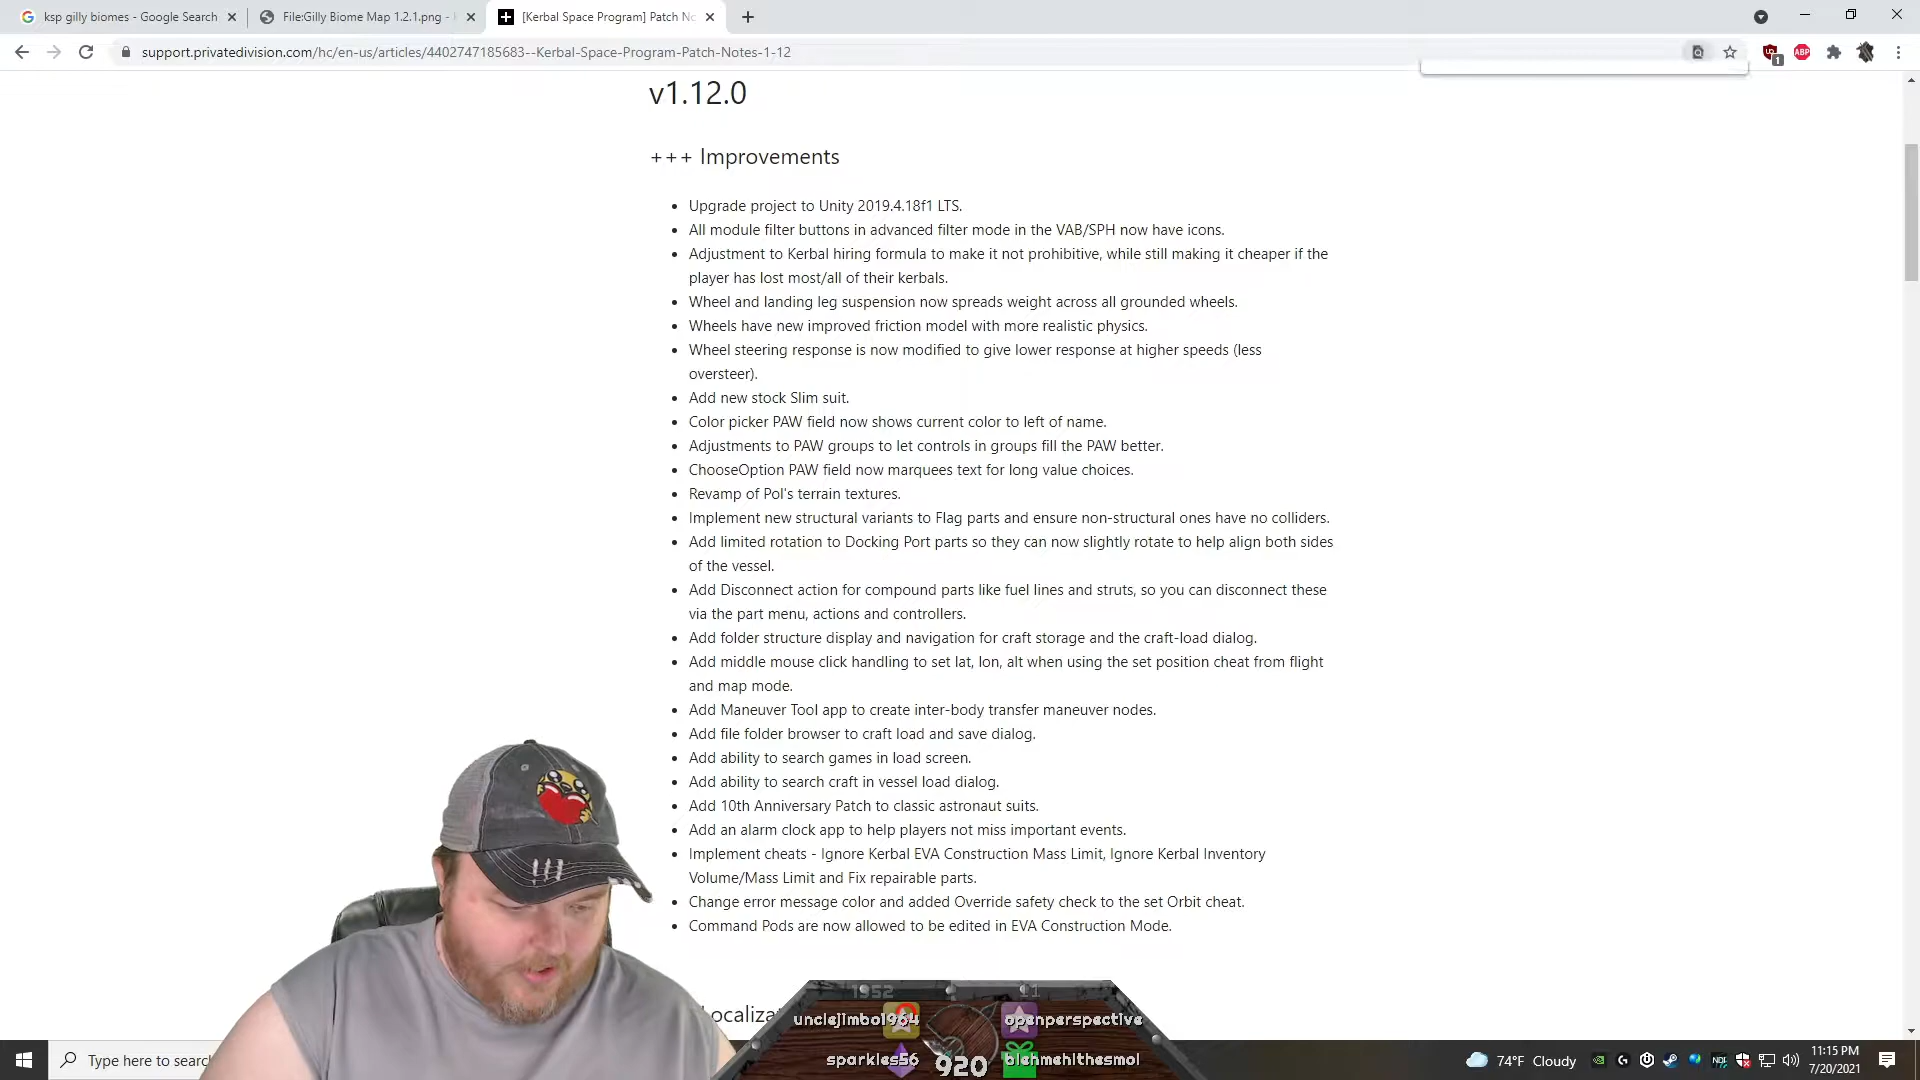 ksp gilly biomes - Google Search
File:Gilly Biome Map 1.2.1.png -
[Kerbal Space Program] Patch No
support.privatedivision.com/hc/en-us/articles/4402747185683--Kerbal-Space-Program-Patch-Notes-1-12
ABP
1
v1.12.0
+++ Improvements
Upgrade project to Unity 2019.4.18f1 LTS.
All module filter buttons in advanced filter mode in the VAB/SPH now have icons.
Adjustment to Kerbal hiring formula to make it not prohibitive, while still making it cheaper if the
player has lost most/all of their kerbals.
Wheel and landing leg suspension now spreads weight across all grounded wheels.
Wheels have new improved friction model with more realistic physics.
Wheel steering response is now modified to give lower response at higher speeds (less
oversteer).
Add new stock Slim suit.
Color picker PAW field now shows current color to left of name.
Adjustments to PAW groups to let controls in groups fill the PAW better.
ChooseOption PAW field now marquees text for long value choices.
Revamp of Pol's terrain textures.
Implement new structural variants to Flag parts and ensure non-structural ones have no colliders.
Add limited rotation to Docking Port parts so they can now slightly rotate to help align both sides
of the vessel.
Add Disconnect action for compound parts like fuel lines and struts, so you can disconnect these
via the part menu, actions and controllers.
Add folder structure display and navigation for craft storage and the craft-load dialog.
Add middle mouse click handling to set lat, lon, alt when using the set position cheat from flight
and map mode.
Add Maneuver Tool app to create inter-body transfer maneuver nodes.
Add file folder browser to craft load and save dialog.
Add ability to search games in load screen.
Add ability to search craft in vessel load dialog.
Add 10th Anniversary Patch to classic astronaut suits.
Add an alarm clock app to help players not miss important events.
Implement cheats - Ignore Kerbal EVA Construction Mass Limit, Ignore Kerbal Inventory
Volume/Mass Limit and Fix repairable parts.
Change error message color and added Override safety check to the set Orbit cheat.
Command Pods are now allowed to be edited in EVA Construction Mode.
Localiza
1952
unclejimbo1964
openperspective
sparkles56
920
blehmehithesmol
Type here to searc
74°F Cloudy
11:15 PM
7/20/2021